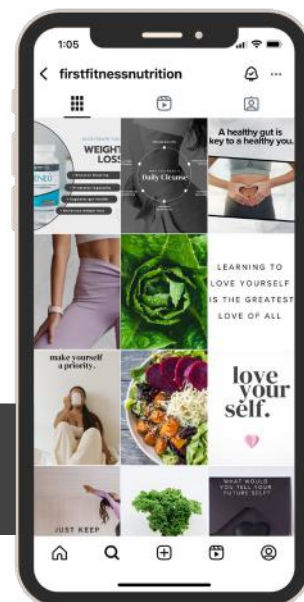 1:05
firstfitnessnutrition
WEIGHT
LOSS
Daily Cleanse
A healthy gut is
key to a healthy you.
LEARNING TO
LOVE YOURSELF
IS THE GREATEST
LOVE OF ALL
make yourself
a priority.
love
your
self.
JUST KEEP
WHAT WOULD
YOU TELL YOUR
FUTURE SELF?